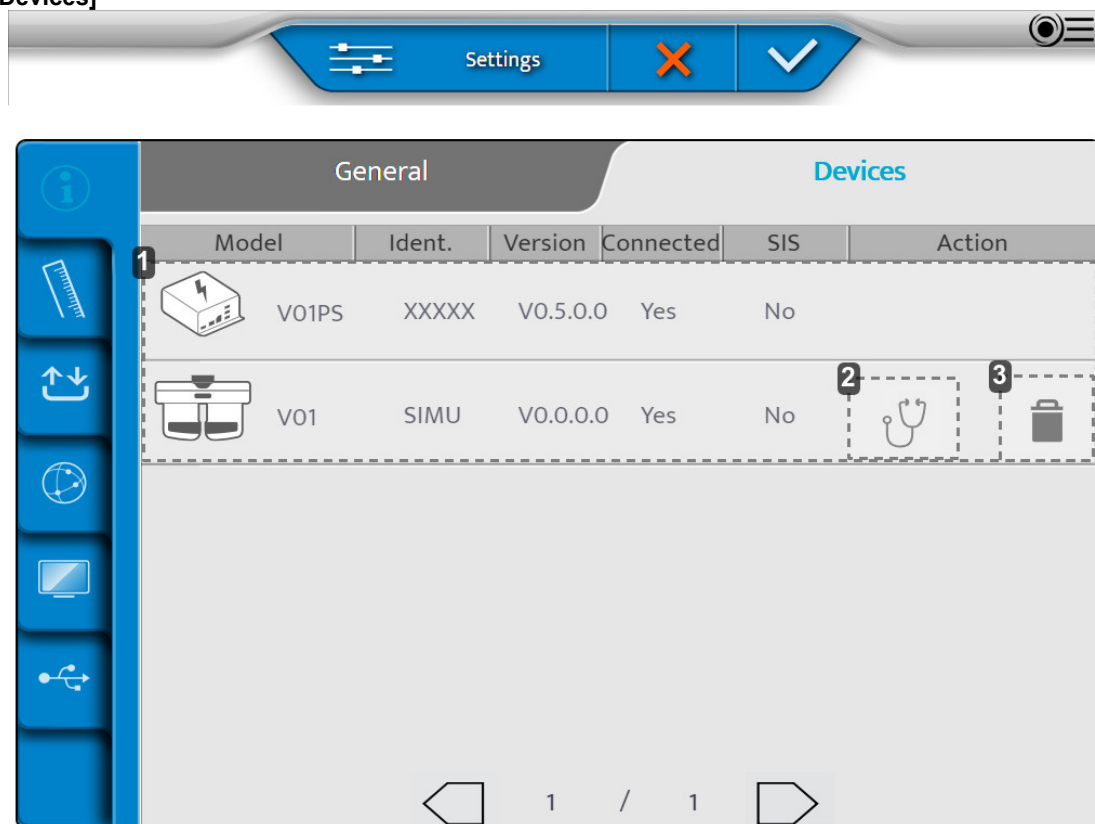 Devices]
Settings
General Devices
Model Ident. Version Connected SIS Action
1
V01PS XXXXX V0.5.0.0 Yes No
2 3
V01 SIMU V0.0.0.0 Yes No
1 / 1